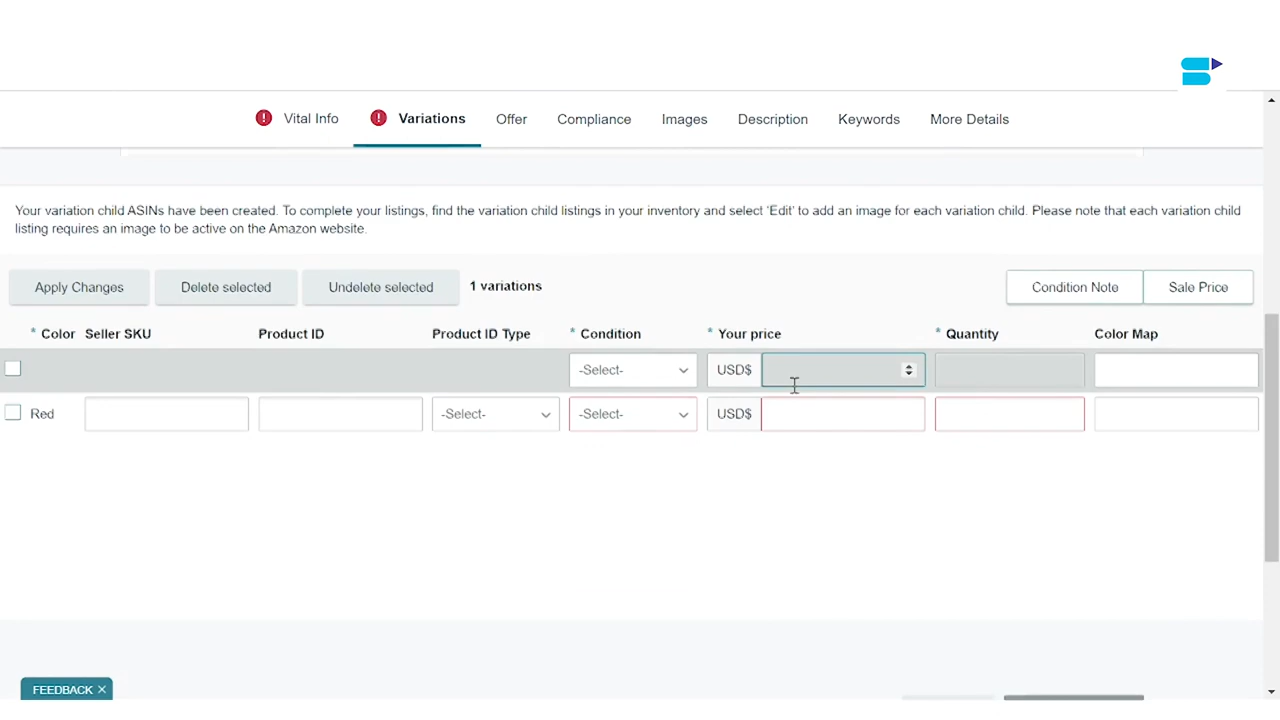 ! Vital Info ! Variations Offer Compliance Images Description Keywords More Details
Your variation child ASINs have been created. To complete your listings, find the variation child listings in your inventory and select 'Edit' to add an image for each variation child. Please note that each variation child
listing requires an image to be active on the Amazon website.
Apply Changes Delete selected Undelete selected 1 variations Condition Note Sale Price
* Color Seller SKU Product ID Product ID Type * Condition * Your price * Quantity Color Map
-Select- USD$
Red -Select- -Select- USD$
FEEDBACK ×